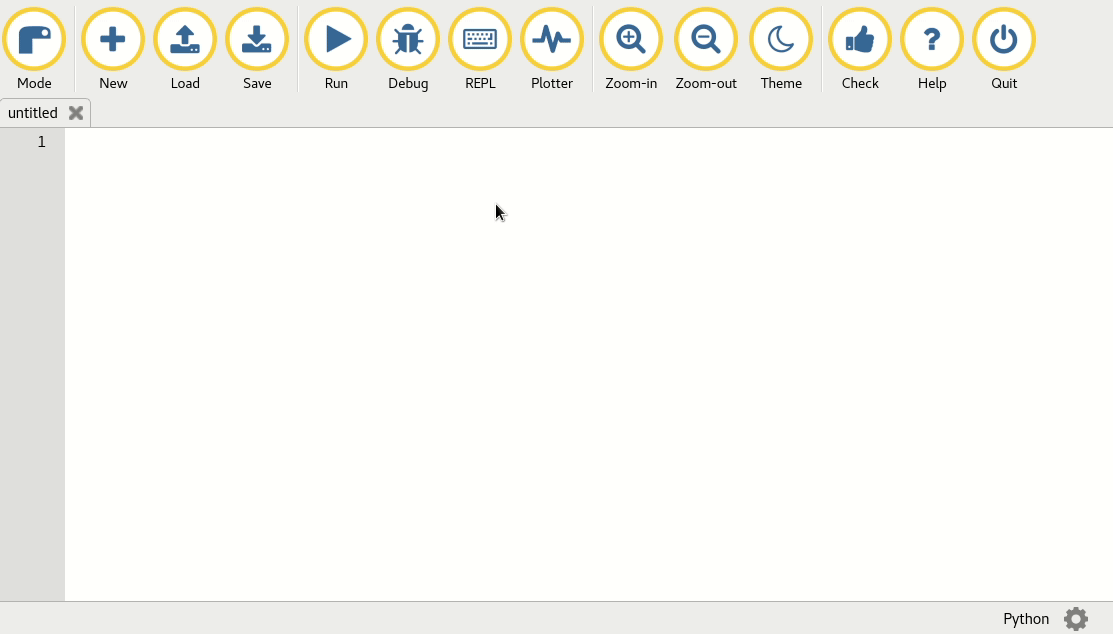 Mode New Load Save Run Debug REPL Plotter Zoom-in Zoom-out Theme Check Help Quit
untitled
1
Python